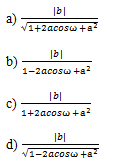 a) |b| / √1+2acosω+a²
b) |b| / 1−2acosω+a²
c) |b| / 1+2acosω+a²
d) |b| / √1−2acosω+a²